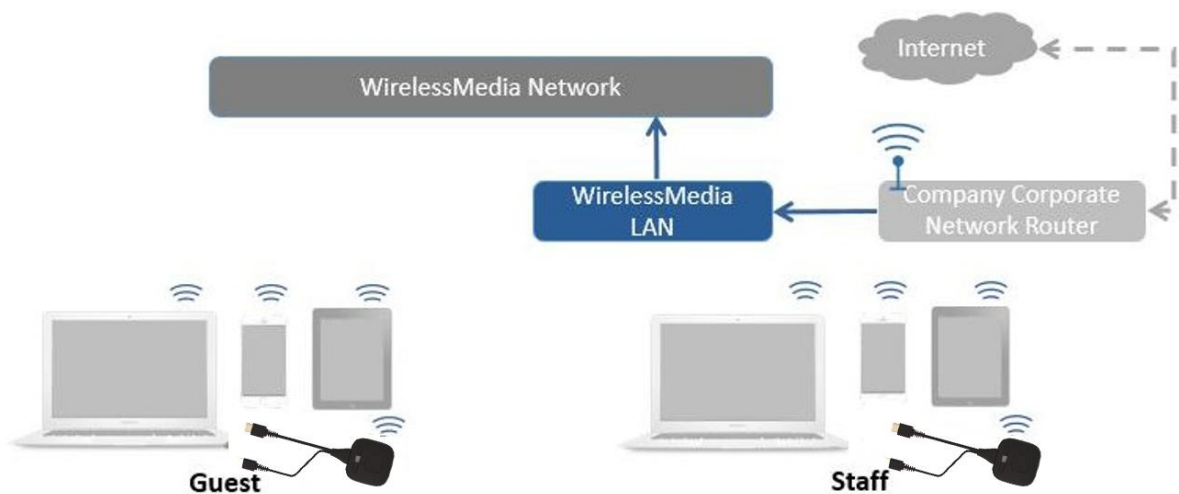 Internet
WirelessMedia Network
WirelessMedia
LAN
Company Corporate
Network Router
Guest
Staff